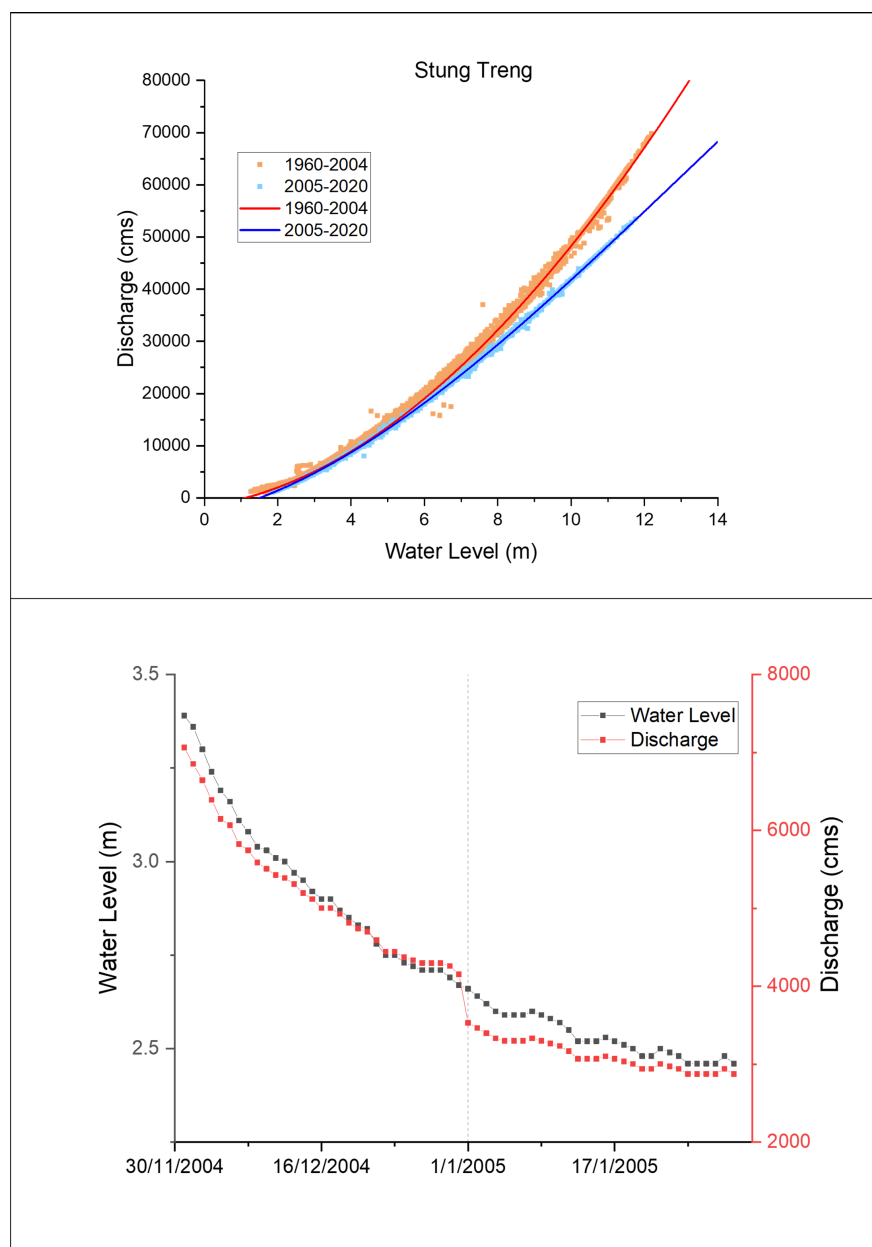 Stung Treng
80000
70000
60000
50000
40000
30000
20000
10000
0
Discharge (cms)
1960-2004
2005-2020
1960-2004
2005-2020
0 2 4 6 8 10 12 14
Water Level (m)
3.5
3.0
2.5
Water Level (m)
Water Level
Discharge
8000
6000
4000
2000
Discharge (cms)
30/11/2004 16/12/2004 1/1/2005 17/1/2005